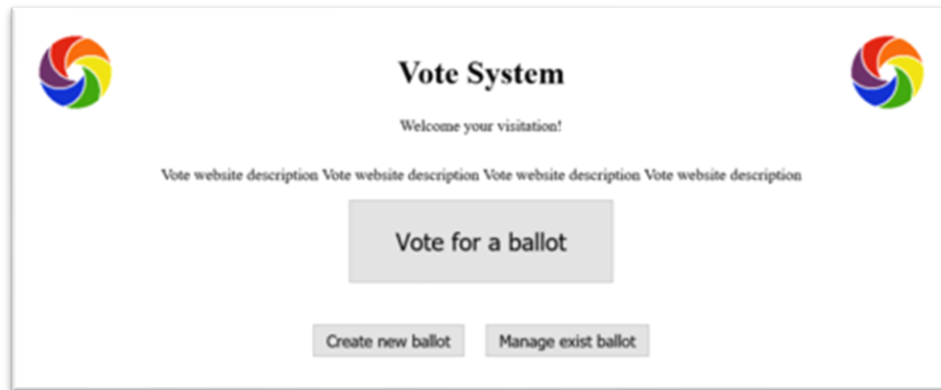 Vote System
Welcome your visitation!
Vote website description Vote website description Vote website description Vote website description
Vote for a ballot
Create new ballot Manage exist ballot